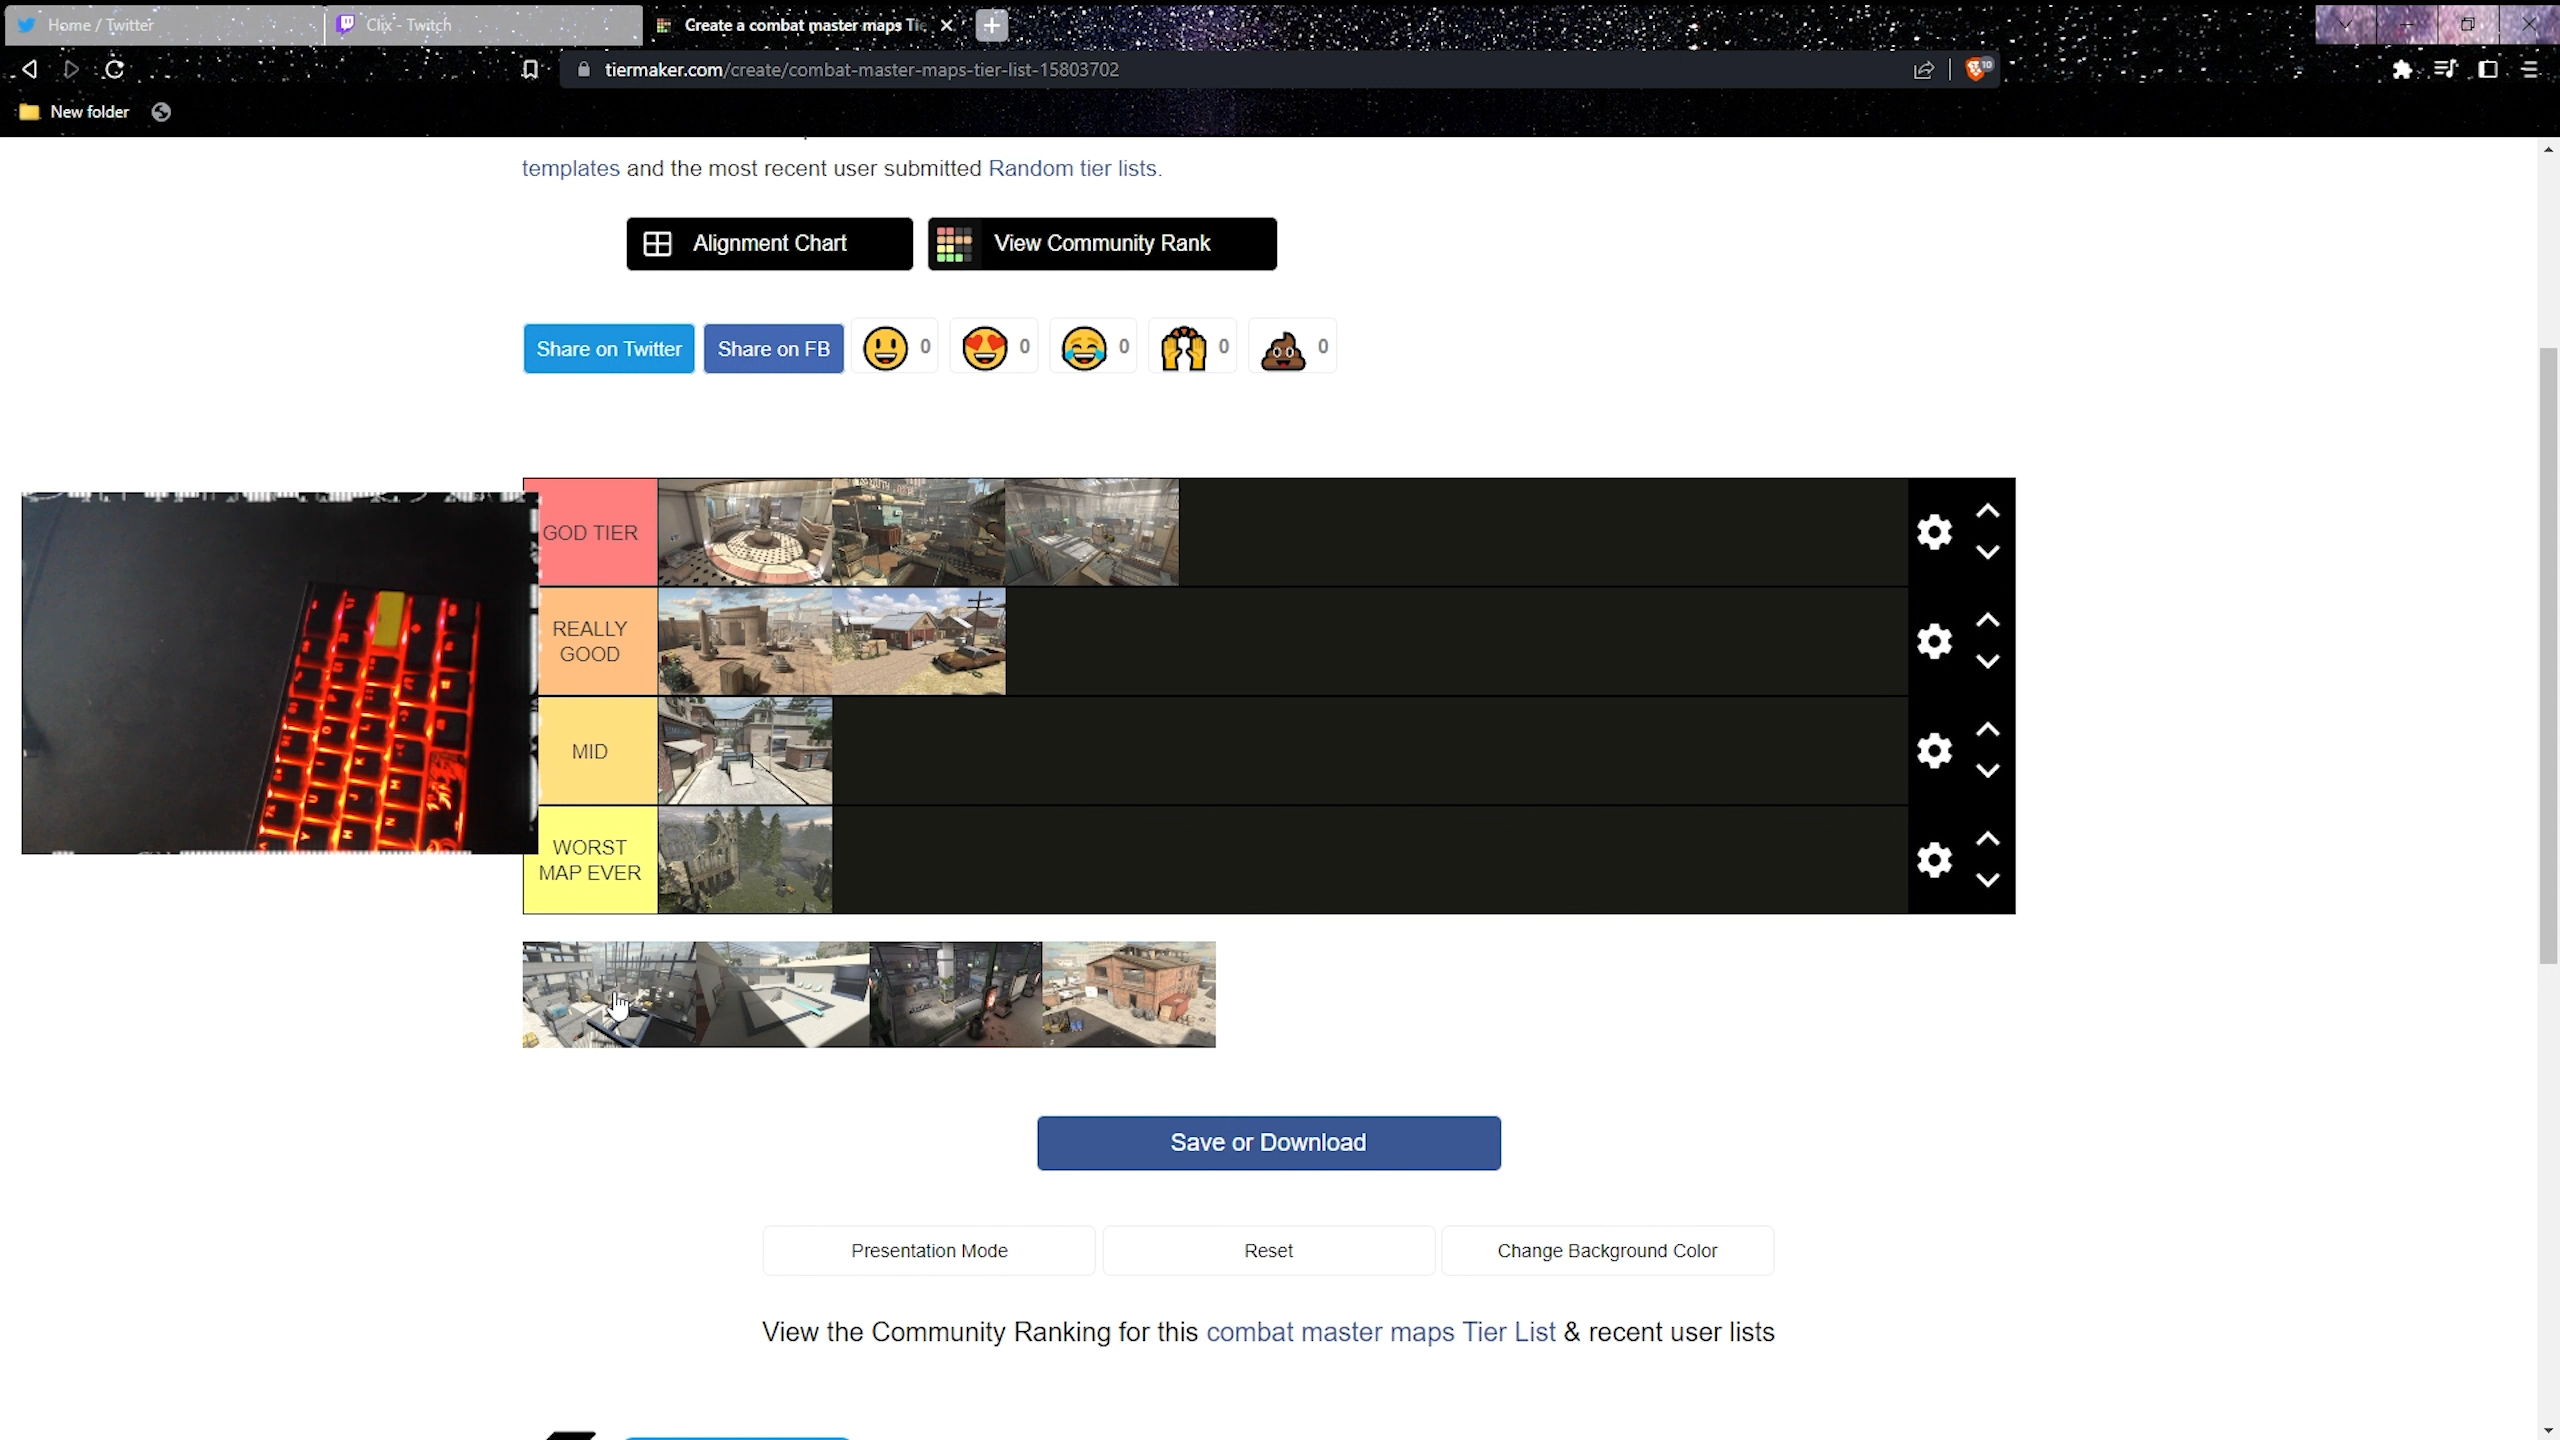 Home / Twitter
Clix - Twitch
Create a combat master maps Tie
tiermaker.com/create/combat-master-maps-tier-list-15803702
10
New folder
templates and the most recent user submitted Random tier lists.
Alignment Chart
View Community Rank
Share on Twitter
Share on FB
0
0
0
0
0
GOD TIER
REALLY
GOOD
MID
WORST
MAP EVER
Save or Download
Presentation Mode
Reset
Change Background Color
View the Community Ranking for this combat master maps Tier List & recent user lists